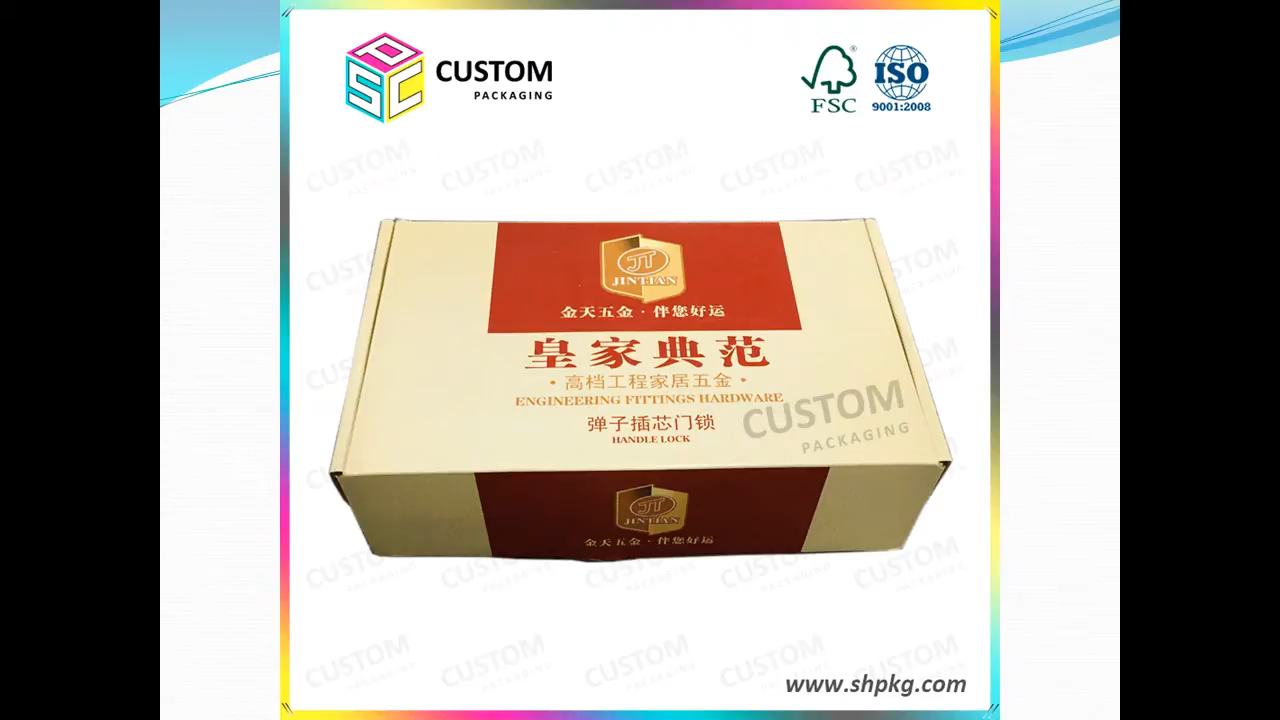 PSC
CUSTOM
PACKAGING
FSC
ISO
9001:2008
JT
JINTIAN
金天五金·伴您好运
皇家典范
·高档工程家居五金·
ENGINEERING FITTINGS HARDWARE
弹子插芯门锁
HANDLE LOCK
CUSTOM
PACKAGING
JT
JINTIAN
金天五金·伴您好运
www.shpkg.com